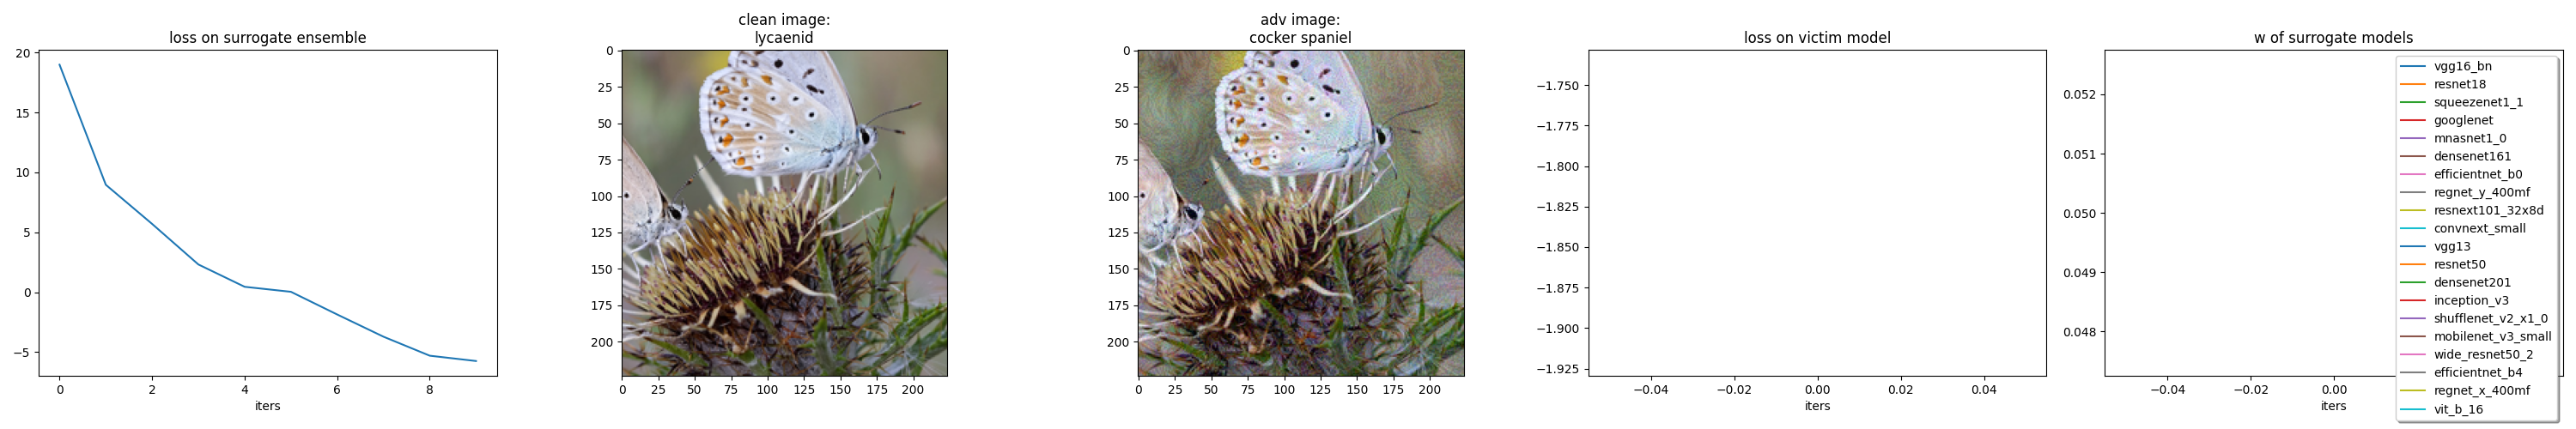 loss on surrogate ensemble
20
15
10
5
0
−5
0 2 4 6 8
iters
clean image:
lycaenid
0
25
50
75
100
125
150
175
200
0 25 50 75 100 125 150 175 200
adv image:
cocker spaniel
0
25
50
75
100
125
150
175
200
0 25 50 75 100 125 150 175 200
loss on victim model
−1.750
−1.775
−1.800
−1.825
−1.850
−1.875
−1.900
−1.925
−0.04 −0.02 0.00 0.02 0.04
iters
w of surrogate models
0.052
0.051
0.050
0.049
0.048
−0.04 −0.02 0.00
iters
vgg16_bn
resnet18
squeezenet1_1
googlenet
mnasnet1_0
densenet161
efficientnet_b0
regnet_y_400mf
resnext101_32x8d
convnext_small
vgg13
resnet50
densenet201
inception_v3
shufflenet_v2_x1_0
mobilenet_v3_small
wide_resnet50_2
efficientnet_b4
regnet_x_400mf
vit_b_16